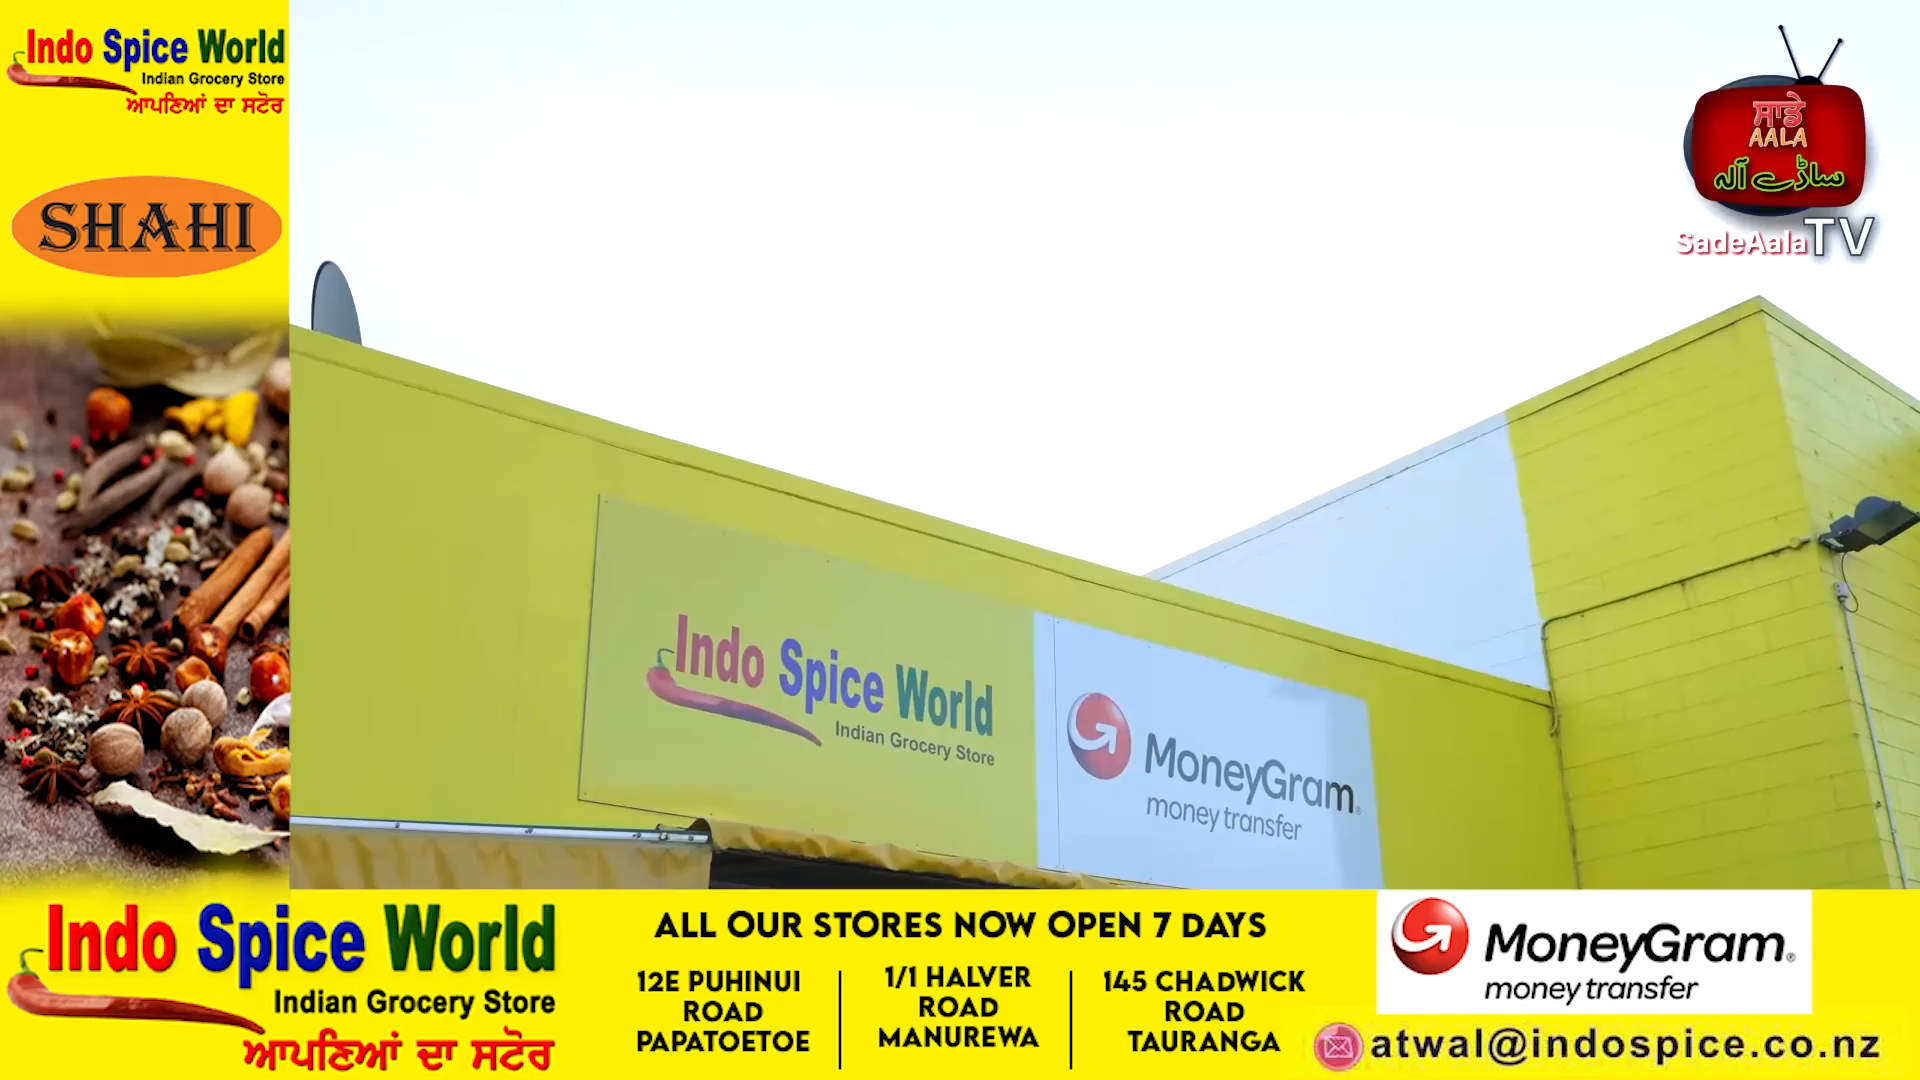 Indo Spice World
Indian Grocery Store
ਆਪਣਿਆਂ ਦਾ ਸਟੋਰ
SHAHI
ਸਾਡੇ
AALA
ساڈے آلہ
SadeAalaTV
Indo Spice World
Indian Grocery Store
MoneyGram®
money transfer
Indo Spice World
Indian Grocery Store
ਆਪਣਿਆਂ ਦਾ ਸਟੋਰ
ALL OUR STORES NOW OPEN 7 DAYS
12E PUHINUI
ROAD
PAPATOETOE
1/1 HALVER
ROAD
MANUREWA
145 CHADWICK
ROAD
TAURANGA
MoneyGram®
money transfer
atwal@indospice.co.nz